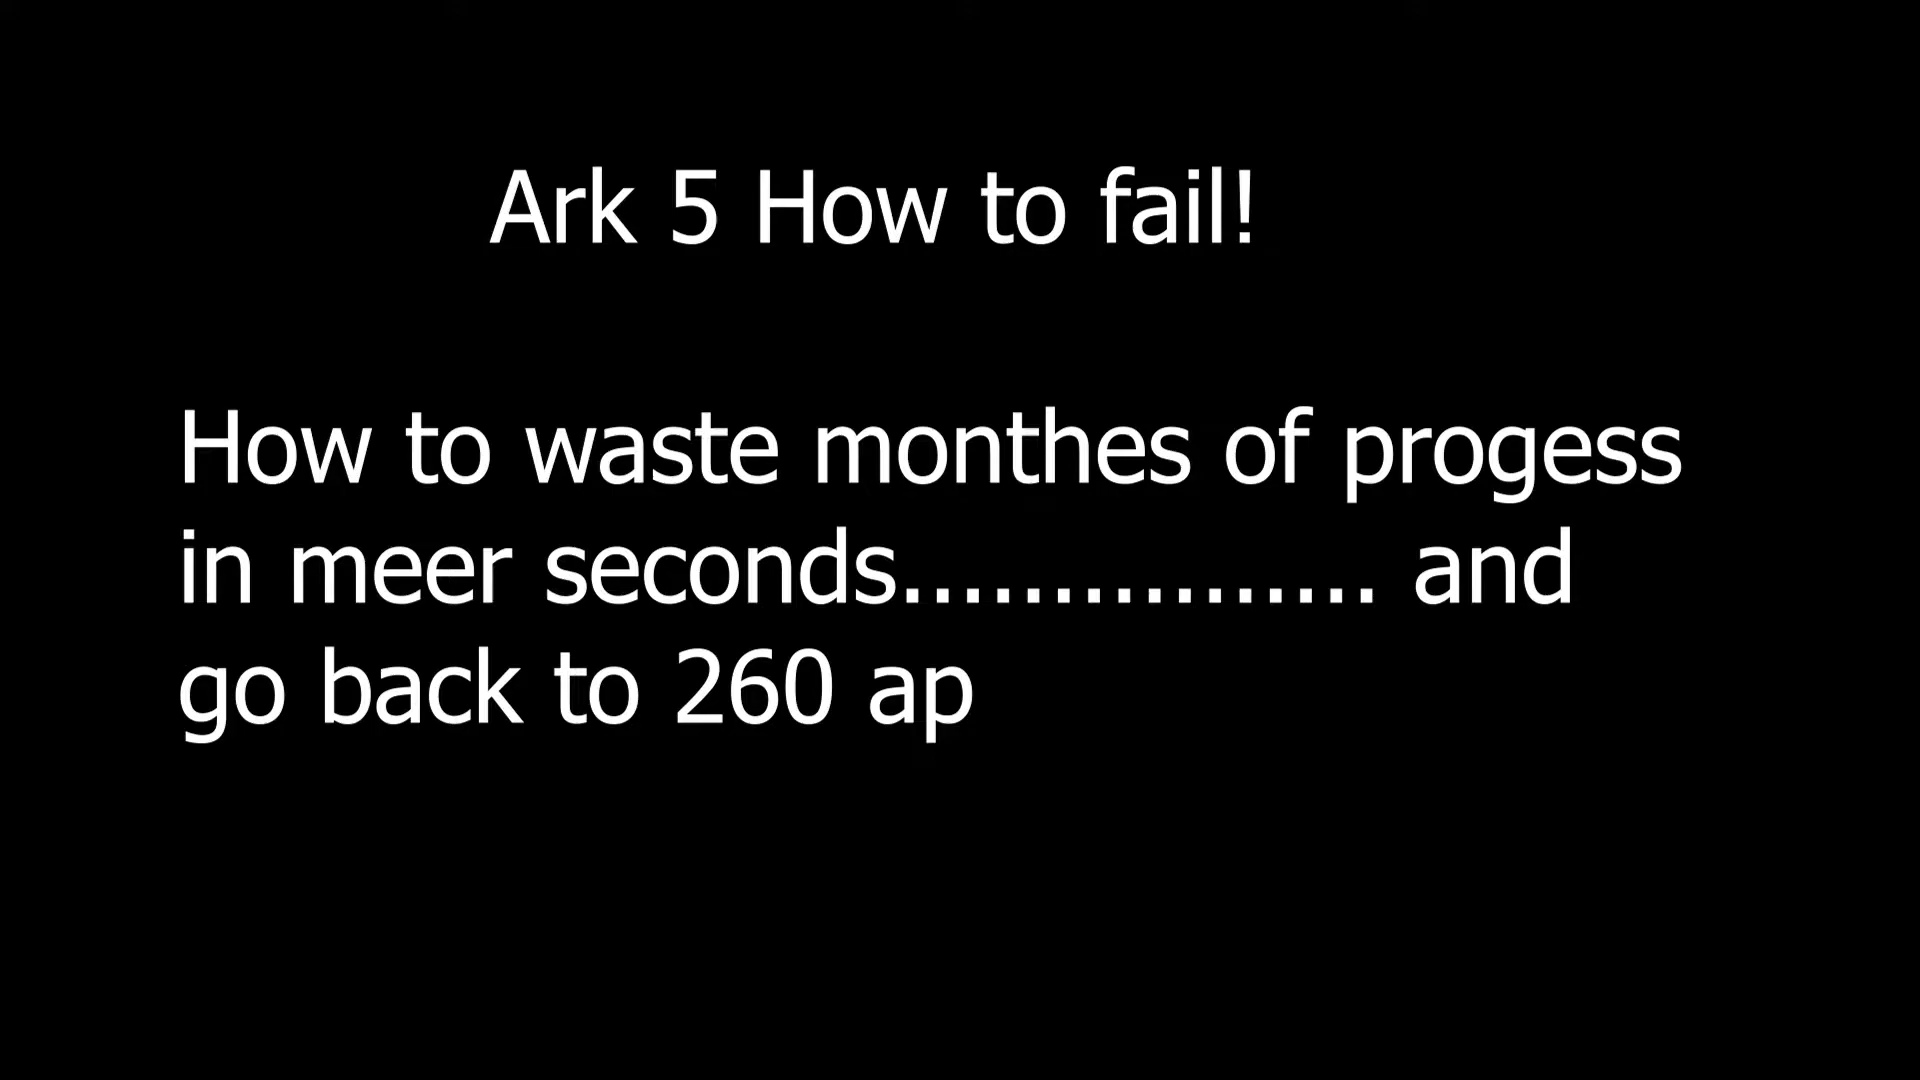 Ark 5 How to fail!
How to waste monthes of progess
in meer seconds................ and
go back to 260 ap